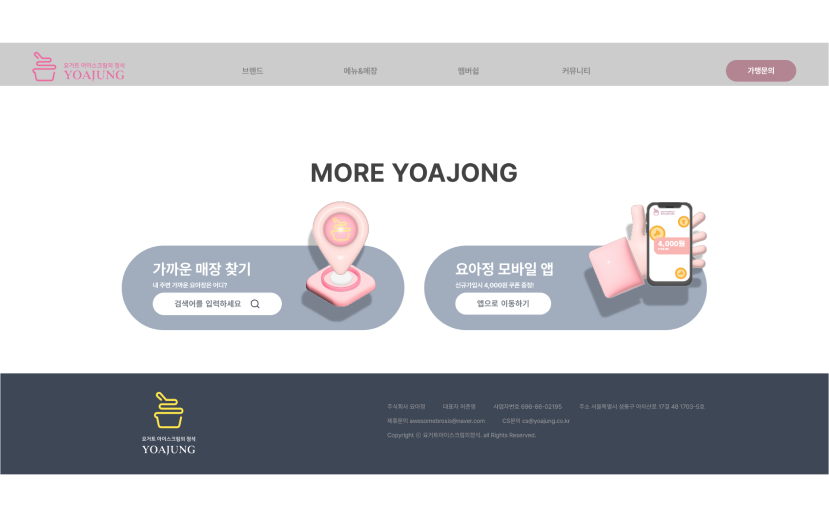 요거트 아이스크림의 정석
YOAJUNG
브랜드
메뉴&매장
멤버쉽
커뮤니티
가맹문의
MORE YOAJONG
가까운 매장 찾기
내 주변 가까운 요아정은 어디?
검색어를 입력하세요
4,000원
요아정 모바일 앱
신규가입시 4,000원 쿠폰 증정!
앱으로 이동하기
주식회사 요아정 대표자 허준영 사업자번호 696-86-02195 주소 서울특별시 성동구 아차산로 17길 48 1703-5호
제휴문의 awesomebrosis@naver.com CS문의 cs@yoajung.co.kr
Copyright ⓒ 요거트아이스크림의정석. all Rights Reserved.
요거트 아이스크림의 정석
YOAJUNG